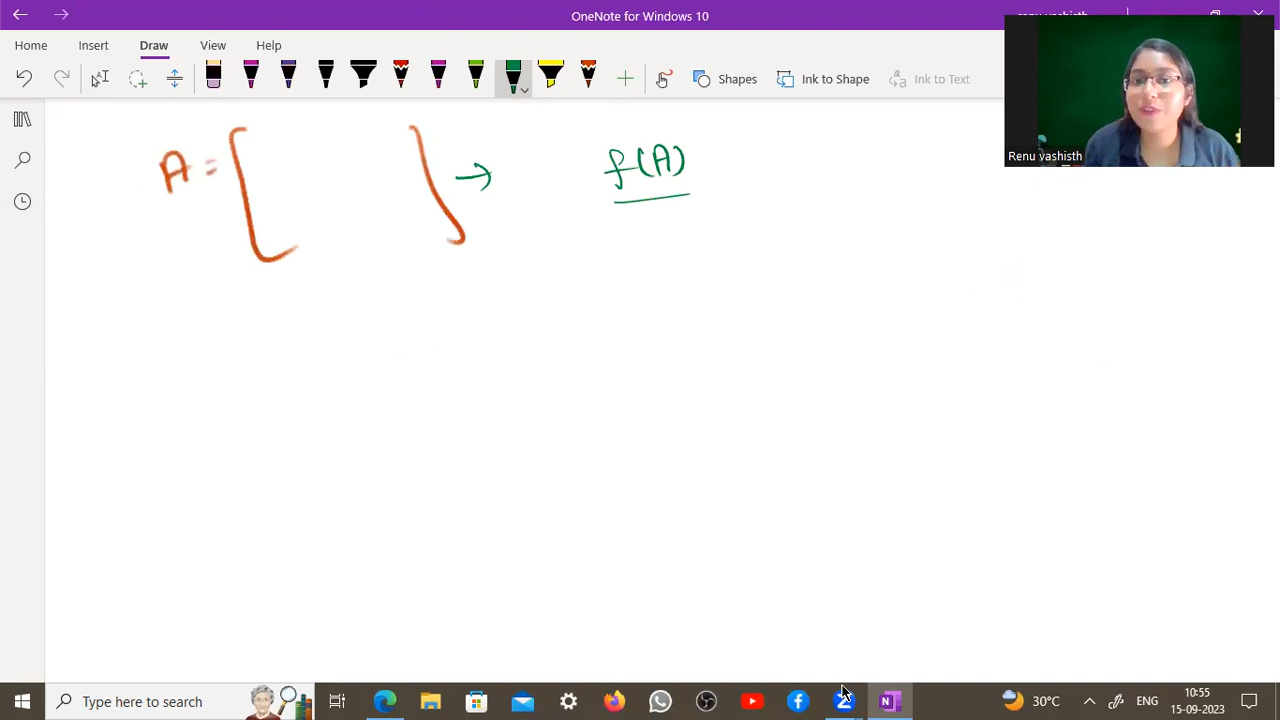 OneNote for Windows 10
Home Insert Draw View Help
Shapes Ink to Shape Ink to Text
Renu vashisth
A = [ ] → f(A)
Type here to search
30°C ENG 10:55
15-09-2023